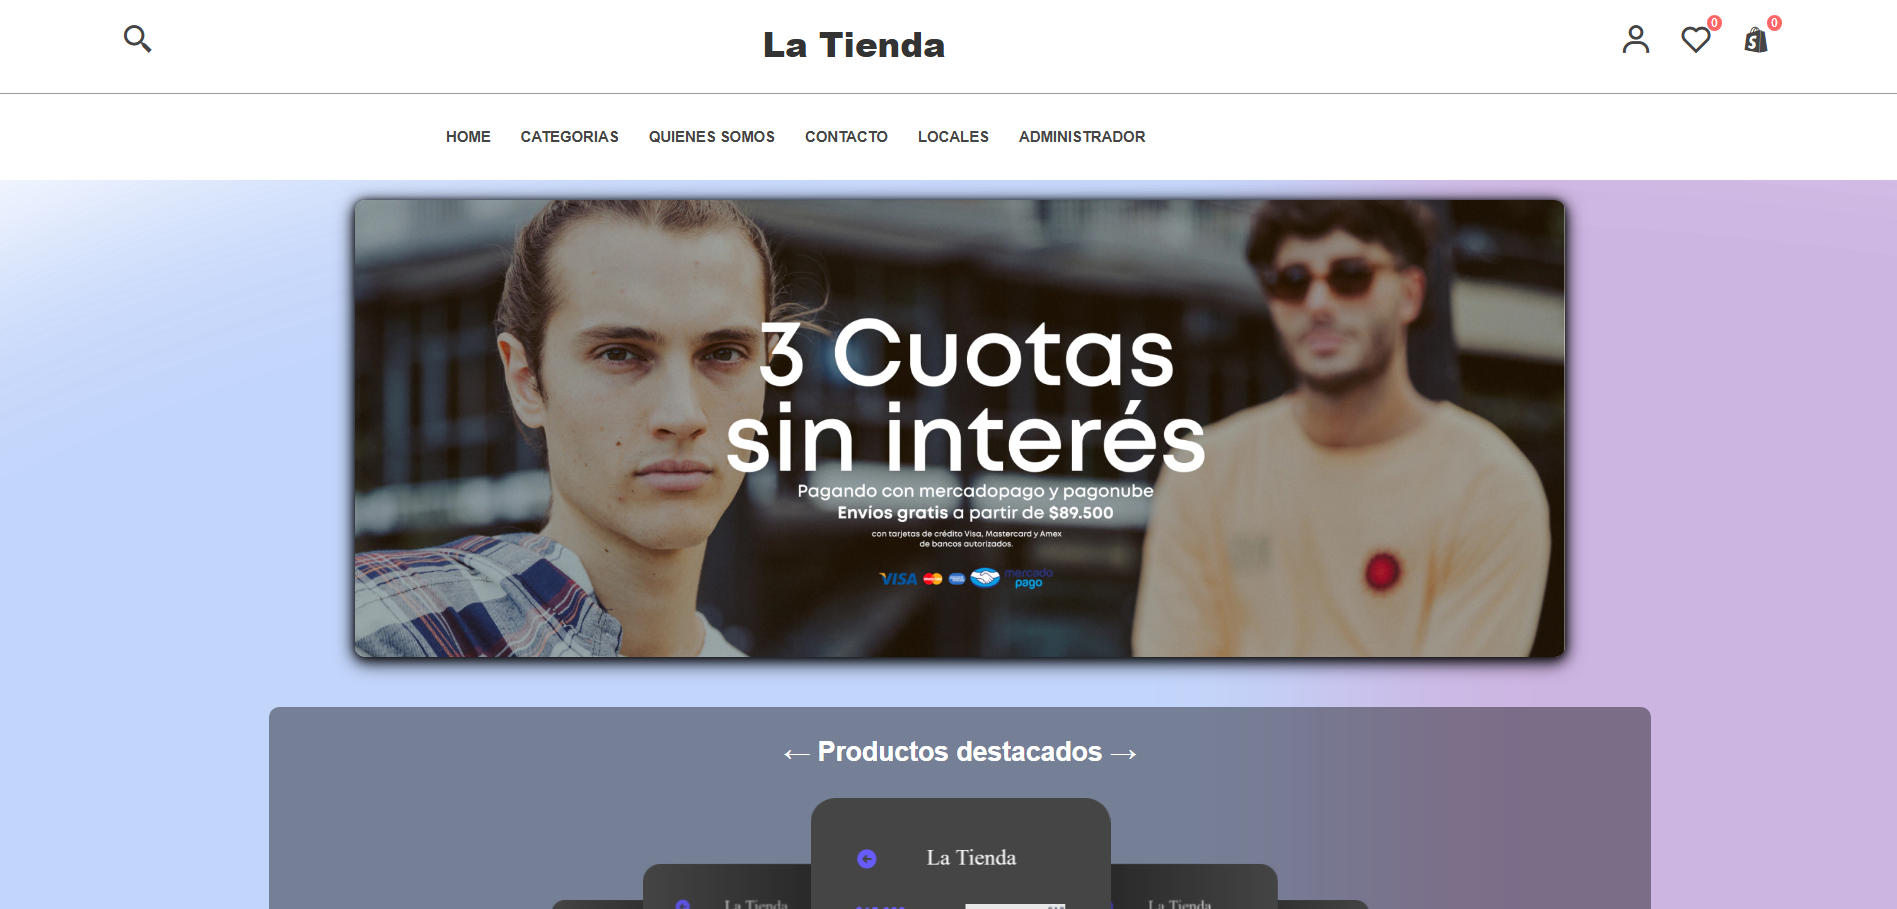 La Tienda
0
0
HOME CATEGORIAS QUIENES SOMOS CONTACTO LOCALES ADMINISTRADOR
3 Cuotas
sin interés
Pagando con mercadopago y pagonube
Envíos gratis a partir de $89.500
con tarjetas de crédito Visa, Mastercard y Amex
de bancos autorizados.
VISA
mercado
pago
← Productos destacados →
La Tienda
La Tienda
La Tienda